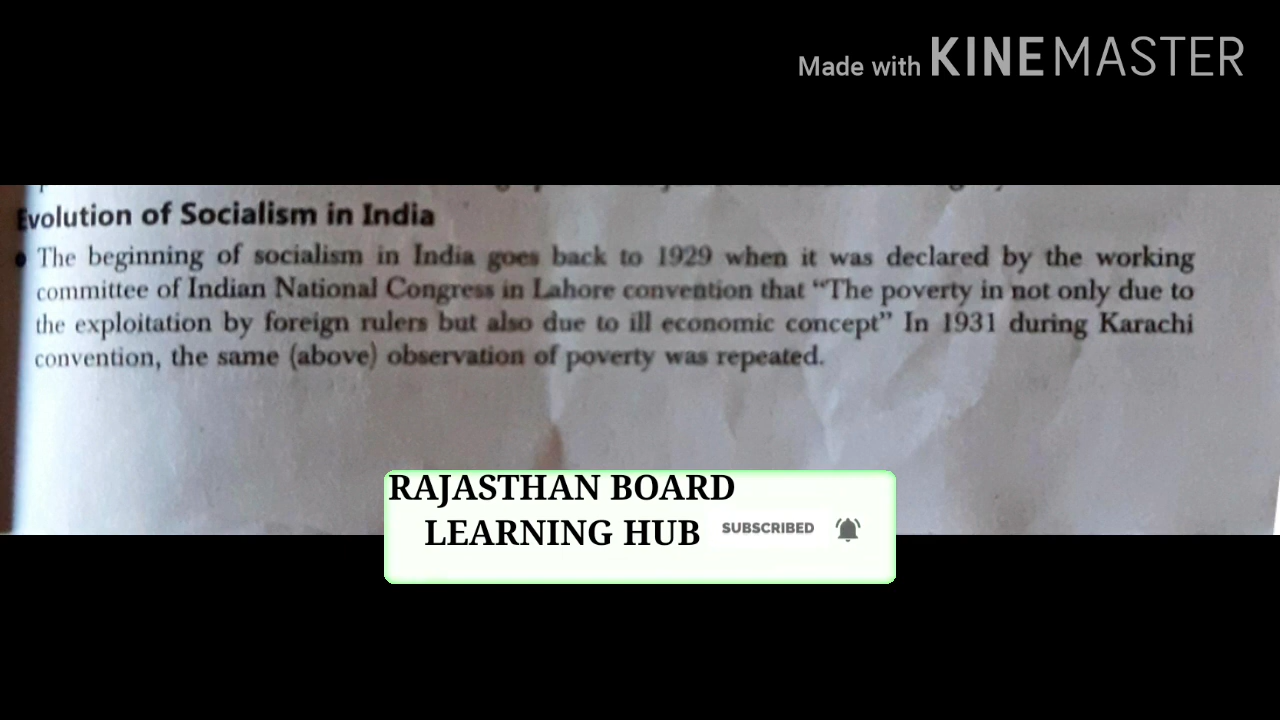 Made with KINEMASTER
Evolution of Socialism in India
• The beginning of socialism in India goes back to 1929 when it was declared by the working
committee of Indian National Congress in Lahore convention that “The poverty in not only due to
the exploitation by foreign rulers but also due to ill economic concept” In 1931 during Karachi
convention, the same (above) observation of poverty was repeated.
RAJASTHAN BOARD
LEARNING HUB SUBSCRIBED